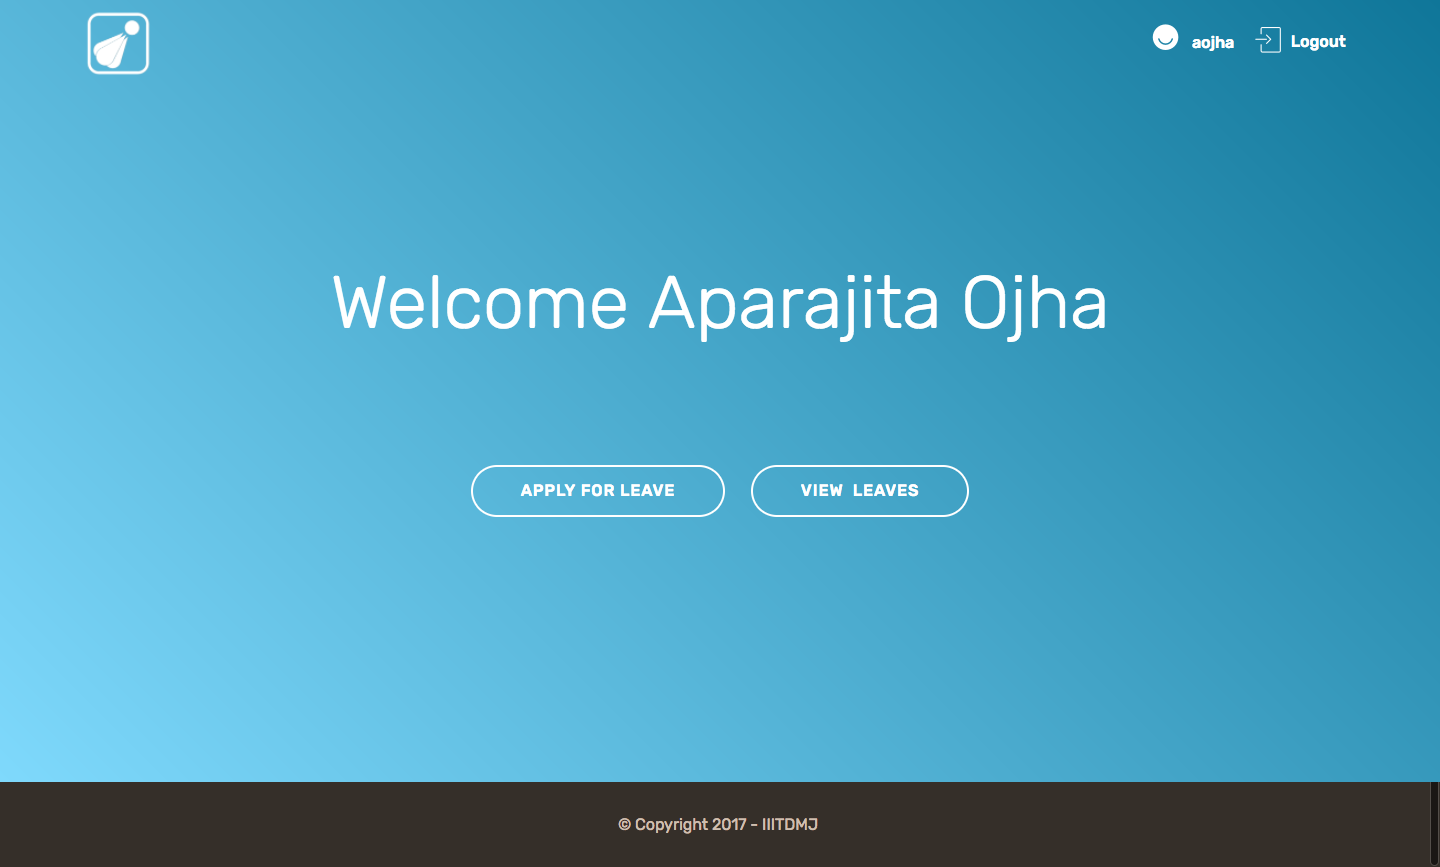 aojha Logout
Welcome Aparajita Ojha
APPLY FOR LEAVE VIEW LEAVES
© Copyright 2017 - IIITDMJ